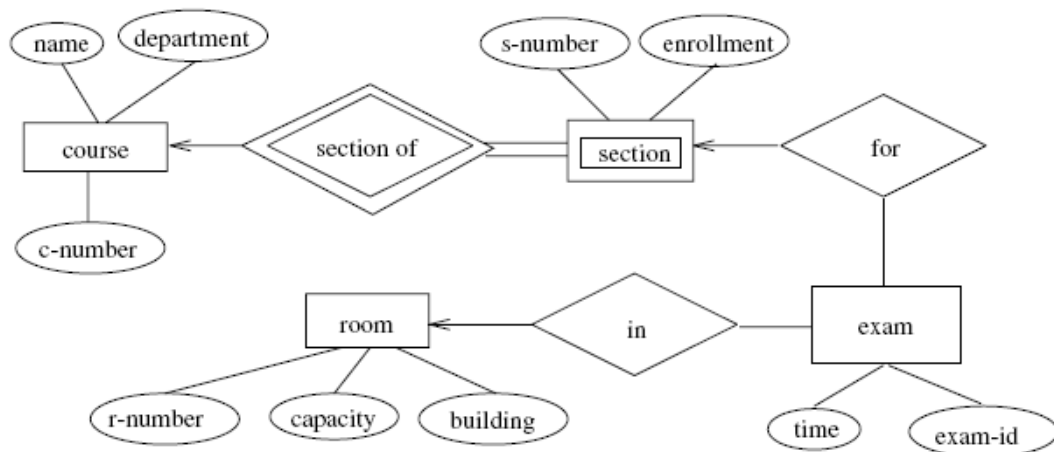 name
department
s-number
enrollment
course
section of
section
for
c-number
room
in
exam
r-number
capacity
building
time
exam-id